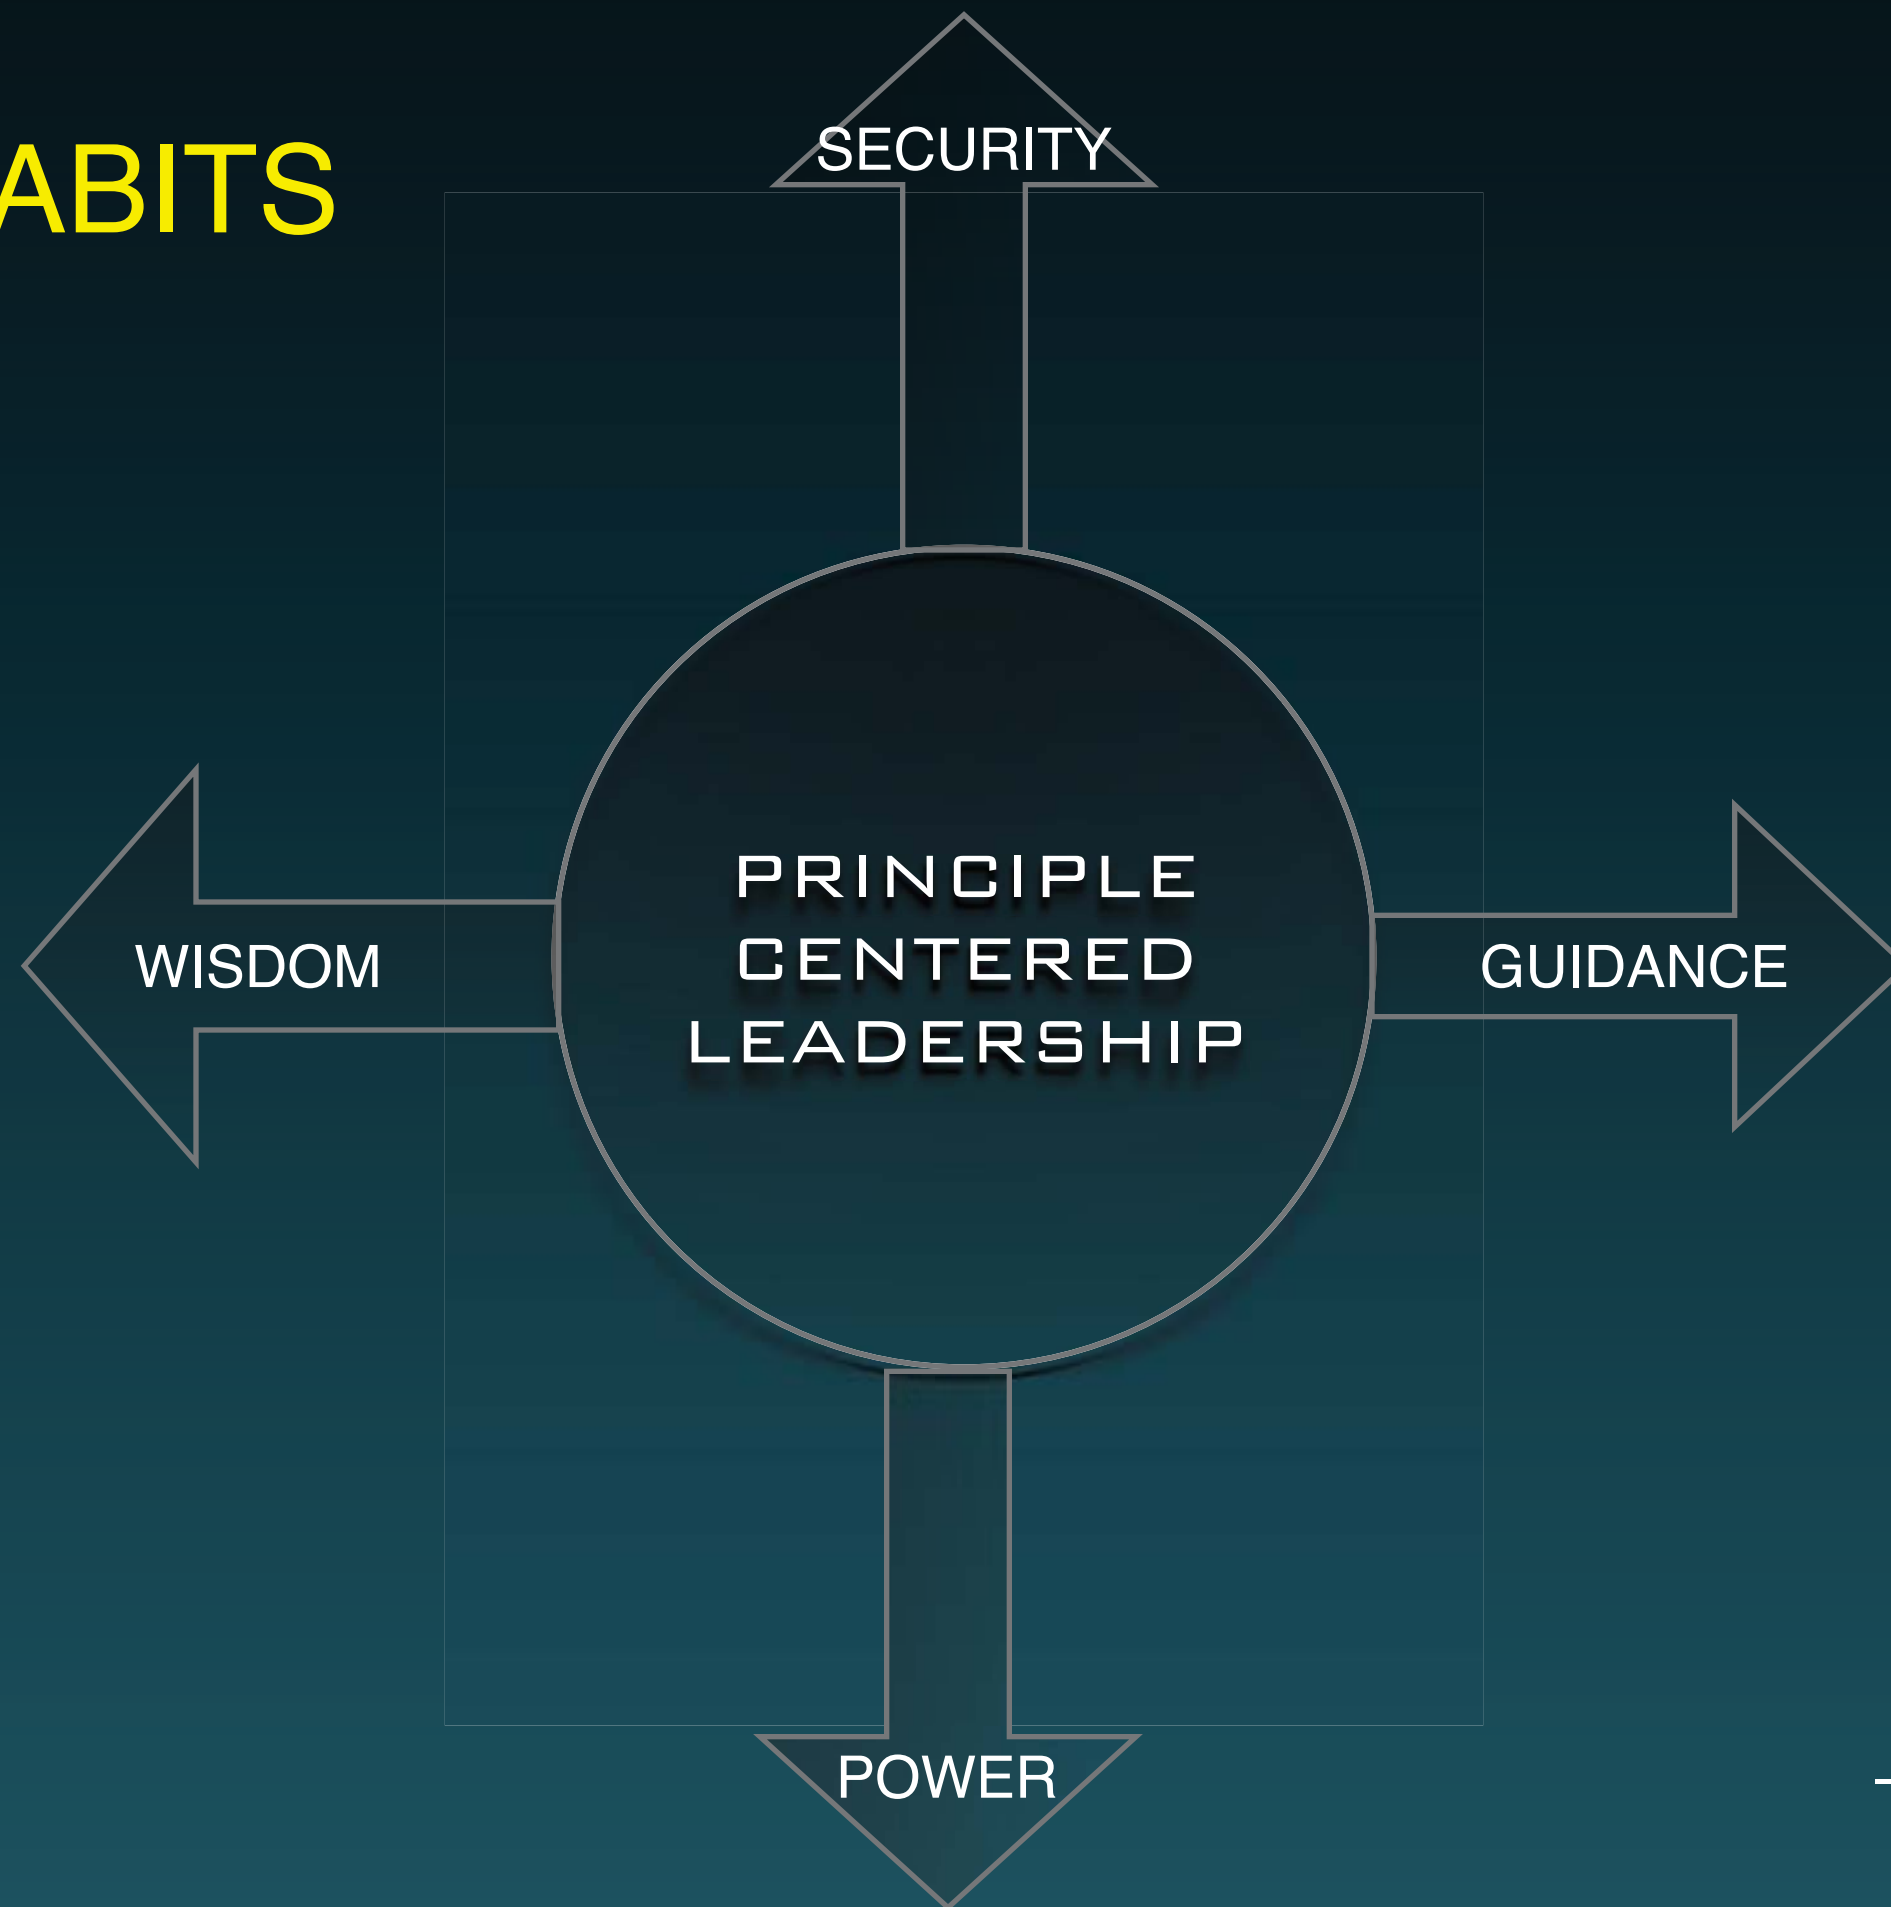 SECURITY
ABITS
PRINCIPLE
CENTERED
LEADERSHIP
WISDOM
GUIDANCE
POWER